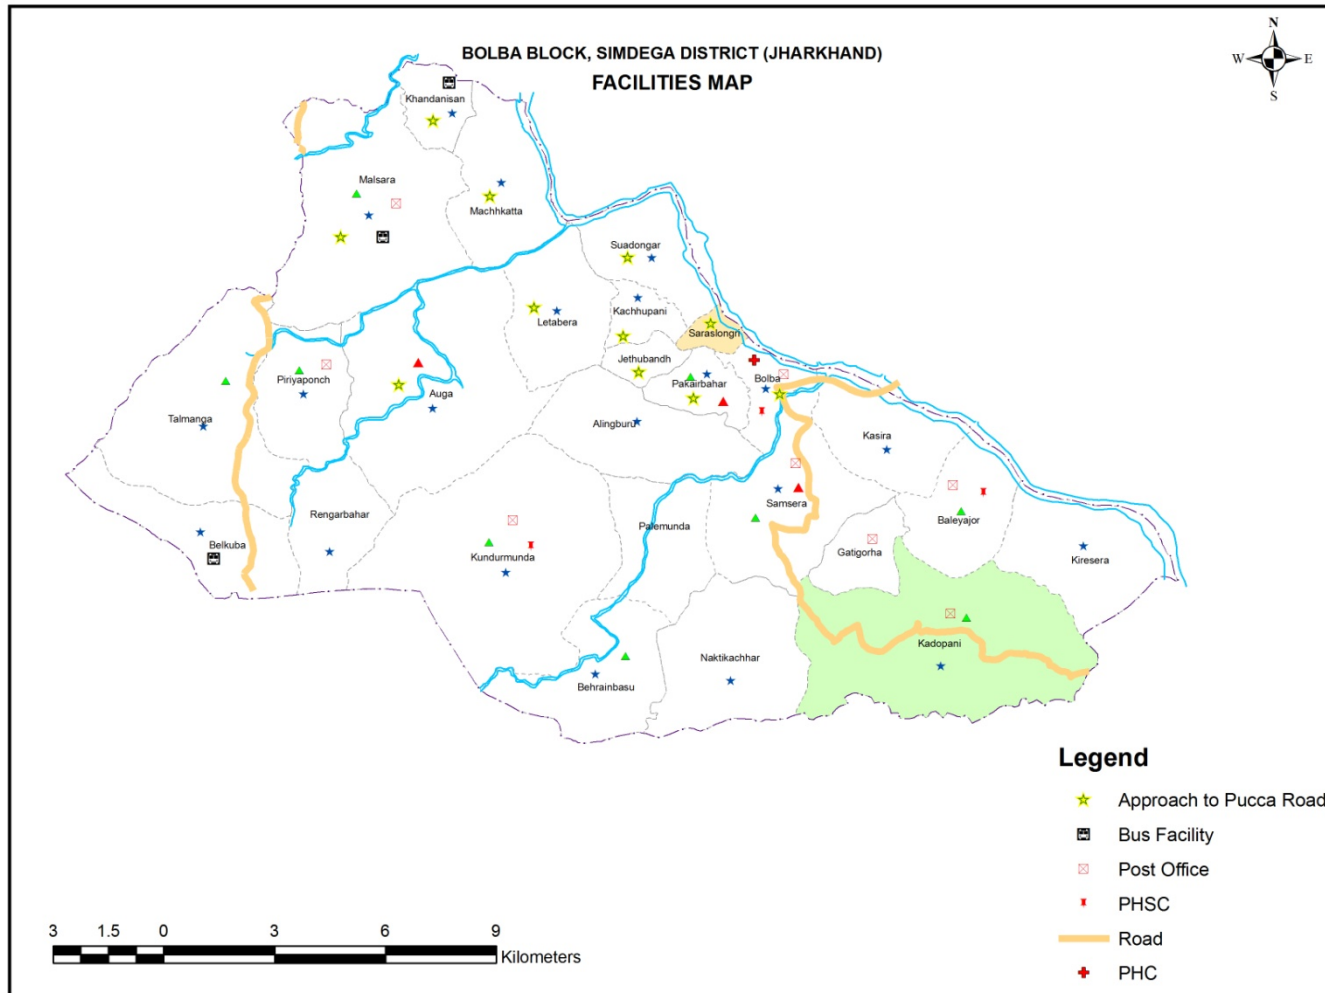 BOLBA BLOCK, SIMDEGA DISTRICT (JHARKHAND)
FACILITIES MAP
N
W
E
S
Khandanisan
Malsara
Machhkatta
Suadongar
Kachhupani
Letabera
Saraslongri
Jethubandh
Piriyaponch
Pakairbahar
Bolba
Auga
Talmanga
Alingburu
Kasira
Samsera
Rengarbahar
Palemunda
Baleyajor
Belkuba
Kundurmunda
Gatigorha
Kiresera
Kadopani
Naktikachhar
Behrainbasu
Legend
Approach to Pucca Road
Bus Facility
Post Office
PHSC
Road
PHC
3 1.5 0 3 6 9
Kilometers